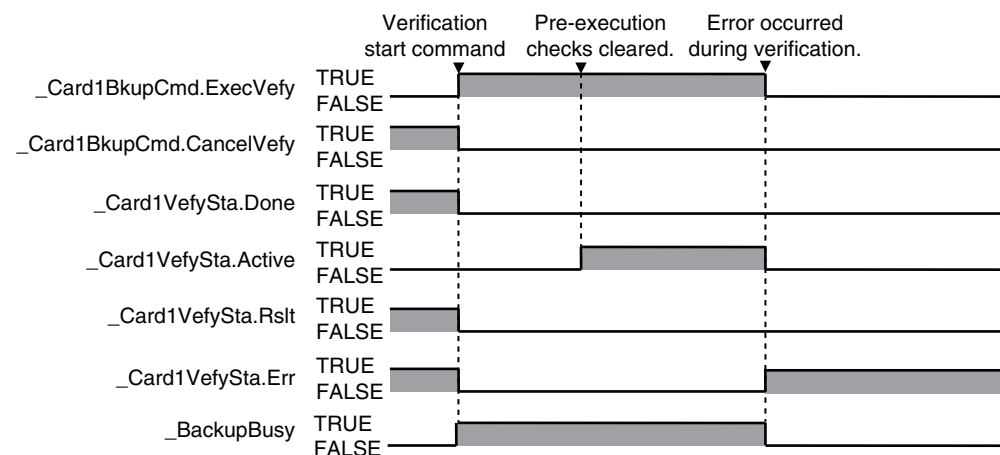 Verification
start command
Pre-execution
checks cleared.
Error occurred
during verification.
_Card1BkupCmd.ExecVefy
TRUE
FALSE
_Card1BkupCmd.CancelVefy
TRUE
FALSE
_Card1VefySta.Done
TRUE
FALSE
_Card1VefySta.Active
TRUE
FALSE
_Card1VefySta.Rslt
TRUE
FALSE
_Card1VefySta.Err
TRUE
FALSE
_BackupBusy
TRUE
FALSE